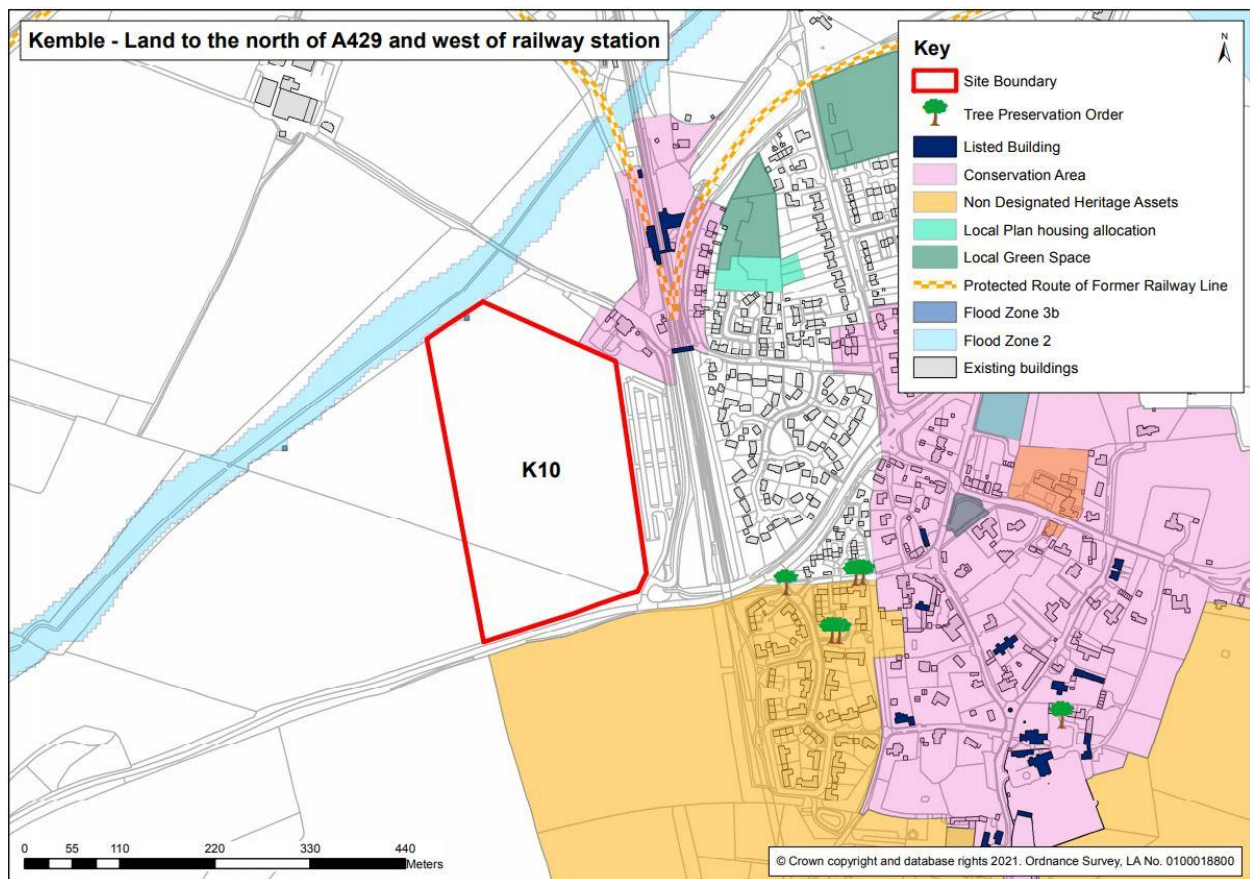 Kemble - Land to the north of A429 and west of railway station
Key
N
Site Boundary
Tree Preservation Order
Listed Building
Conservation Area
Non Designated Heritage Assets
Local Plan housing allocation
Local Green Space
Protected Route of Former Railway Line
Flood Zone 3b
Flood Zone 2
Existing buildings
K10
0 55 110 220 330 440
Meters
© Crown copyright and database rights 2021. Ordnance Survey, LA No. 0100018800